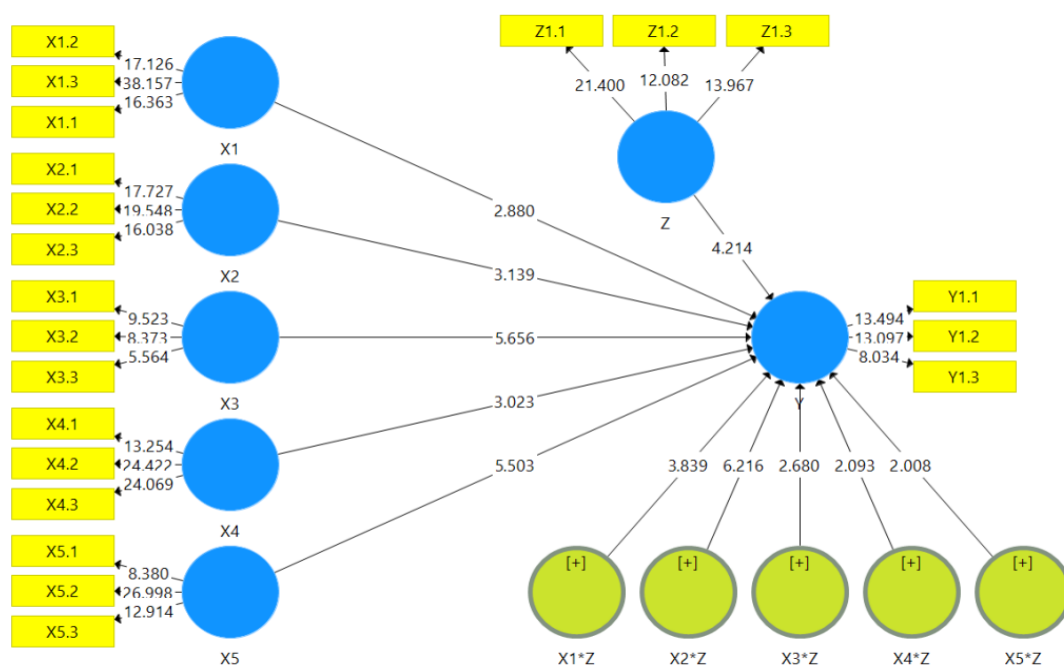 Z1.1 Z1.2 Z1.3
X1.2
X1.3
X1.1
17.126
38.157
16.363
X1
21.400 12.082 13.967
Z
4.214
X2.1
X2.2
X2.3
17.727
19.548
16.038
X2
2.880
3.139
X3.1
X3.2
X3.3
9.523
8.373
5.564
X3
5.656
Y
13.494
13.097
8.034
Y1.1
Y1.2
Y1.3
X4.1
X4.2
X4.3
13.254
24.422
24.069
X4
3.023
5.503
3.839 6.216 2.680 2.093 2.008
X5.1
X5.2
X5.3
8.380
26.998
12.914
X5
[+] [+] [+] [+] [+]
X1*Z X2*Z X3*Z X4*Z X5*Z